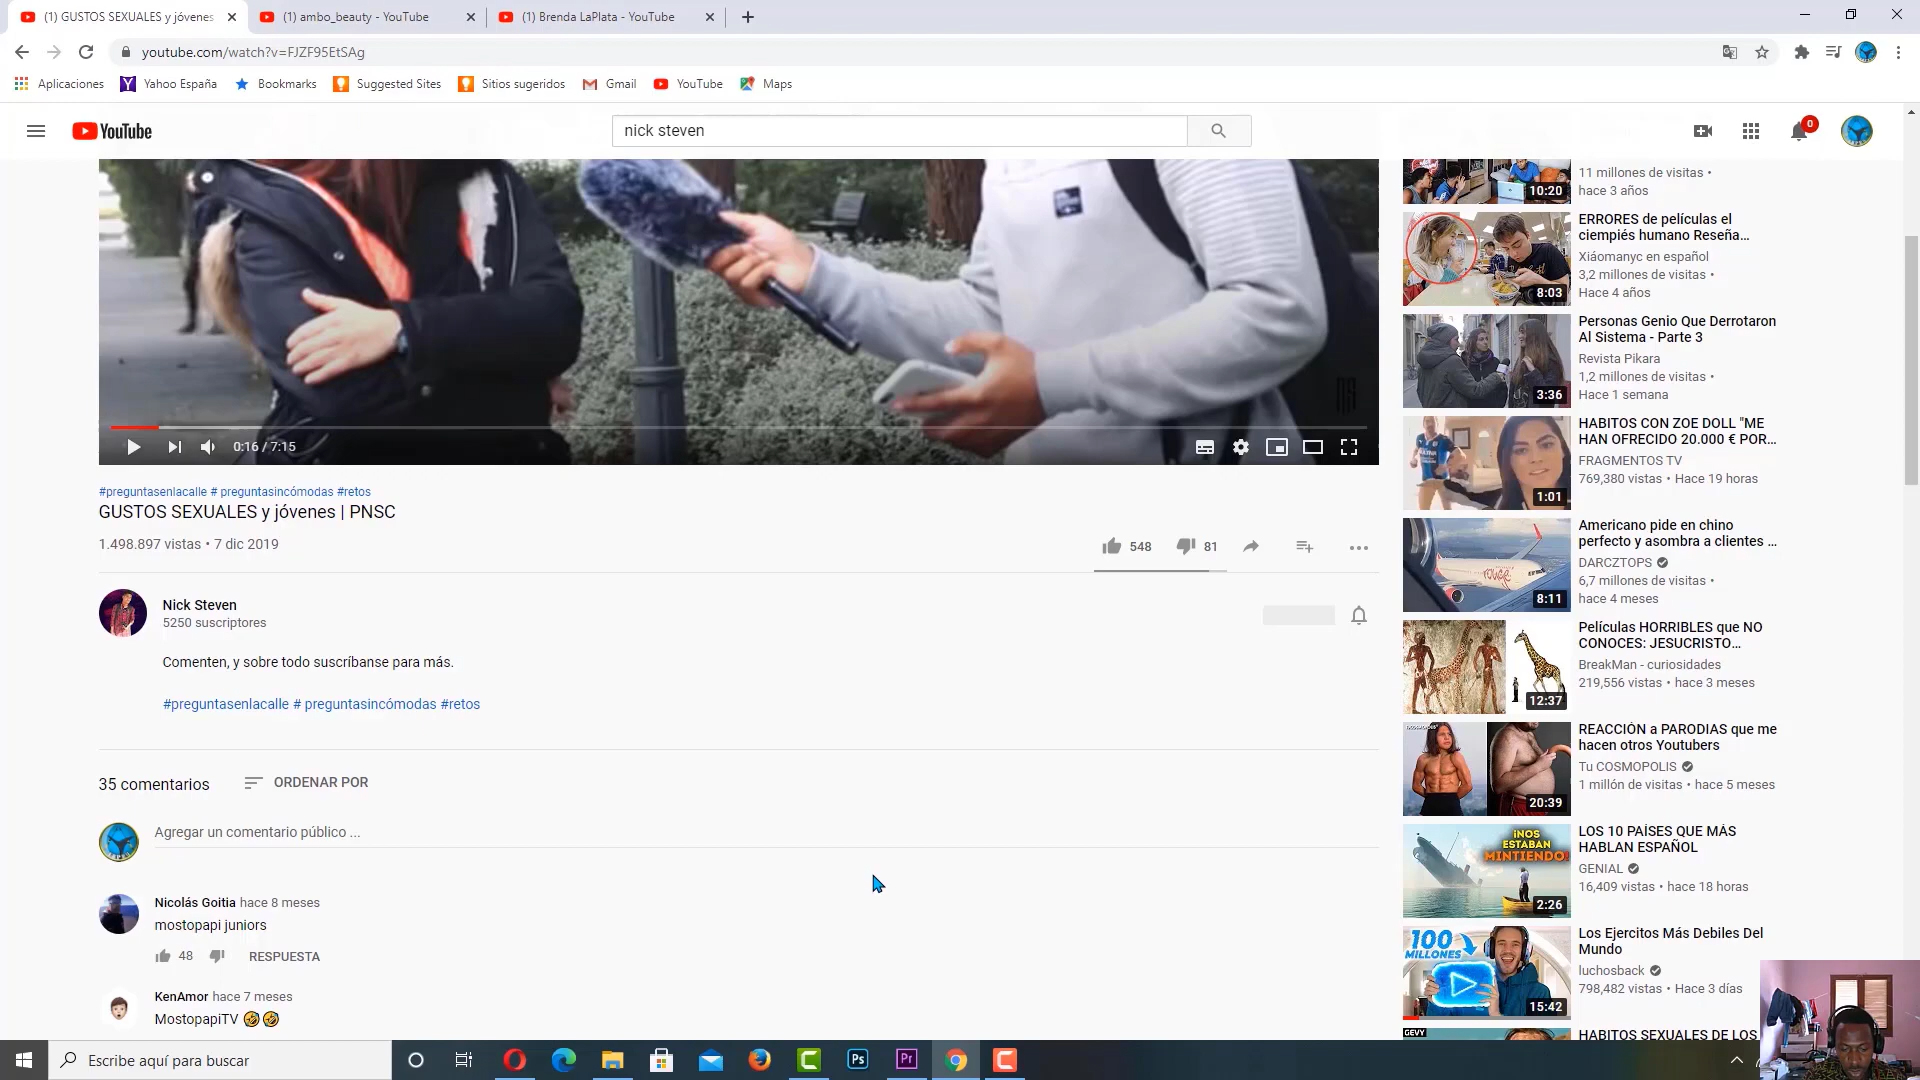 (1) GUSTOS SEXUALES y jóvenes
(1) ambo_beauty - YouTube
(1) Brenda LaPlata - YouTube
youtube.com/watch?v=FJZF95EtSAg
Aplicaciones
Yahoo España
Bookmarks
Suggested Sites
Sitios sugeridos
Gmail
YouTube
Maps
YouTube
nick steven
0
0:16 / 7:15
#preguntasenlacalle # preguntasincómodas #retos
GUSTOS SEXUALES y jóvenes | PNSC
1.498.897 vistas • 7 dic 2019
548
81
Nick Steven
5250 suscriptores
Comenten, y sobre todo suscríbanse para más.
#preguntasenlacalle # preguntasincómodas #retos
35 comentarios
ORDENAR POR
Agregar un comentario público ...
Nicolás Goitia hace 8 meses
mostopapi juniors
48
RESPUESTA
KenAmor hace 7 meses
MostopapiTV 🤣🤣
10:20
11 millones de visitas •
hace 3 años
8:03
ERRORES de películas el
ciempiés humano Reseña...
Xiáomanyc en español
3,2 millones de visitas •
Hace 4 años
3:36
Personas Genio Que Derrotaron
Al Sistema - Parte 3
Revista Pikara
1,2 millones de visitas •
Hace 1 semana
1:01
HABITOS CON ZOE DOLL "ME
HAN OFRECIDO 20.000 € POR...
FRAGMENTOS TV
769,380 vistas • Hace 19 horas
rouge
8:11
Americano pide en chino
perfecto y asombra a clientes ...
DARCZTOPS
6,7 millones de visitas •
hace 4 meses
12:37
Películas HORRIBLES que NO
CONOCES: JESUCRISTO...
BreakMan - curiosidades
219,556 vistas • hace 3 meses
20:39
REACCIÓN a PARODIAS que me
hacen otros Youtubers
Tu COSMOPOLIS
1 millón de visitas • hace 5 meses
¡NOS
ESTABAN
MINTIENDO!
2:26
LOS 10 PAÍSES QUE MÁS
HABLAN ESPAÑOL
GENIAL
16,409 vistas • hace 18 horas
100
MILLONES
15:42
Los Ejercitos Más Debiles Del
Mundo
luchosback
798,482 vistas • Hace 3 días
GEVY
HABITOS SEXUALES DE LOS
Escribe aquí para buscar
Ps
Pr